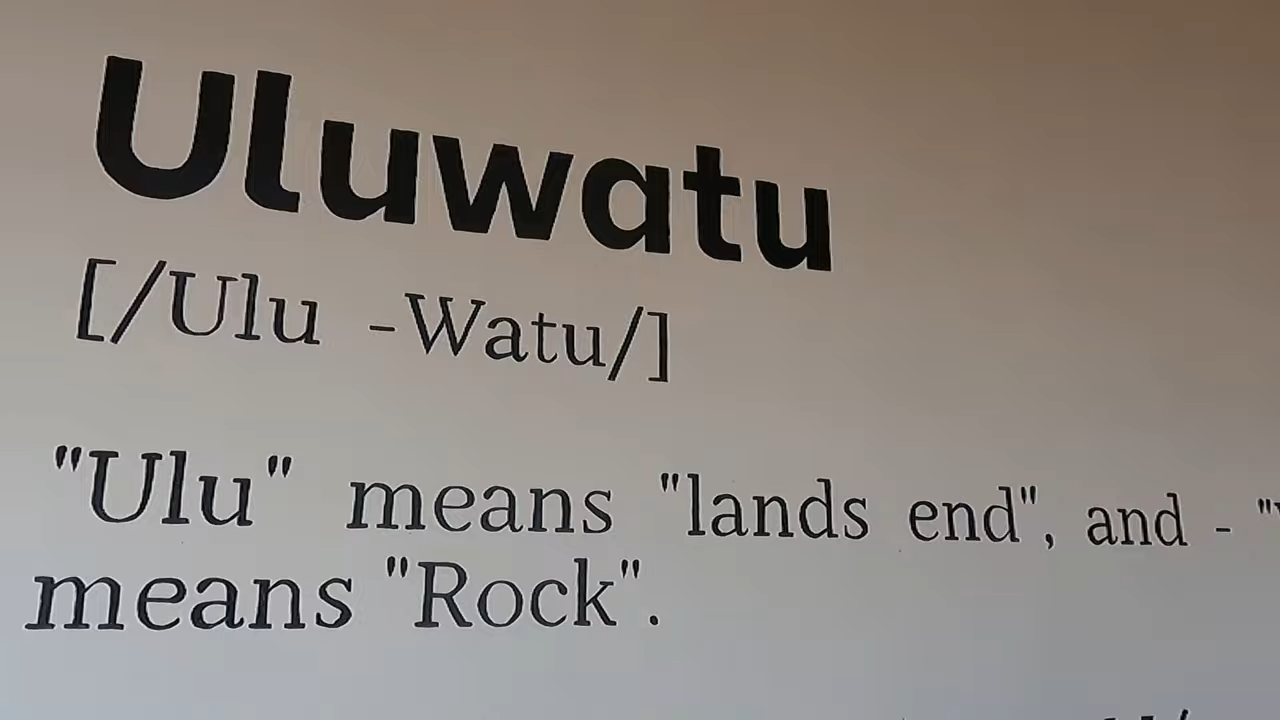 Uluwatu
[/Ulu -Watu/]
"Ulu" means "lands end", and - "
means "Rock".